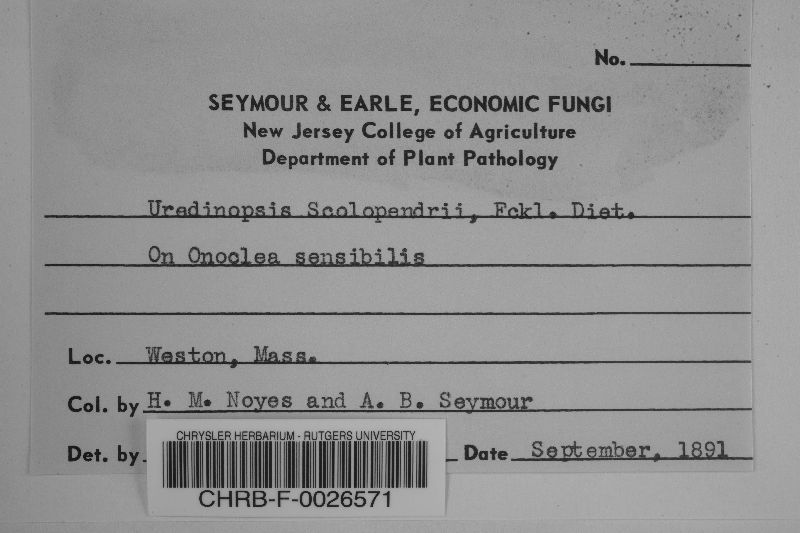 No.
SEYMOUR & EARLE, ECONOMIC FUNGI
New Jersey College of Agriculture
Department of Plant Pathology
Uredinopsis Scolopendrii, Fckl. Diet.
On Onoclea sensibilis
Loc. Weston, Mass.
Col. by H. M. Noyes and A. B. Seymour
Det. by Date September, 1891
CHRYSLER HERBARIUM - RUTGERS UNIVERSITY
CHRB-F-0026571